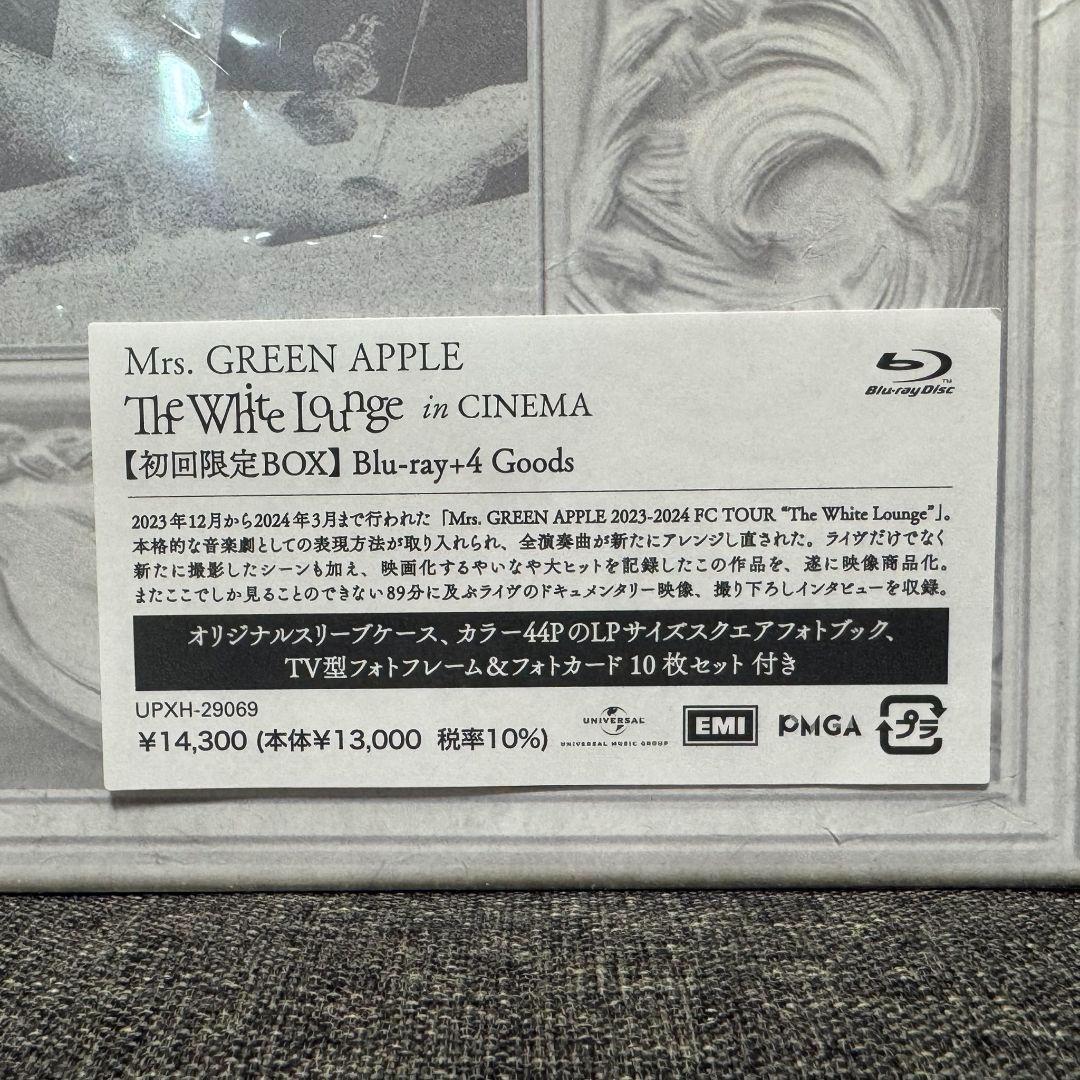 Mrs. GREEN APPLE
The White Lounge in CINEMA
Blu-ray Disc™
【初回限定BOX】Blu-ray+4 Goods
2023年12月から2024年3月まで行われた「Mrs. GREEN APPLE 2023-2024 FC TOUR “The White Lounge”」。
本格的な音楽劇としての表現方法が取り入れられ、全演奏曲が新たにアレンジし直された。ライヴだけでなく
新たに撮影したシーンも加え、映画化するやいなや大ヒットを記録したこの作品を、遂に映像商品化。
またここでしか見ることのできない89分に及ぶライヴのドキュメンタリー映像、撮り下ろしインタビューを収録。
オリジナルスリーブケース、カラー44PのLPサイズスクエアフォトブック、
TV型フォトフレーム＆フォトカード10枚セット 付き
UPXH-29069
¥14,300 (本体¥13,000 税率10%)
UNIVERSAL
UNIVERSAL MUSIC GROUP
EMI
PMGA
プラ